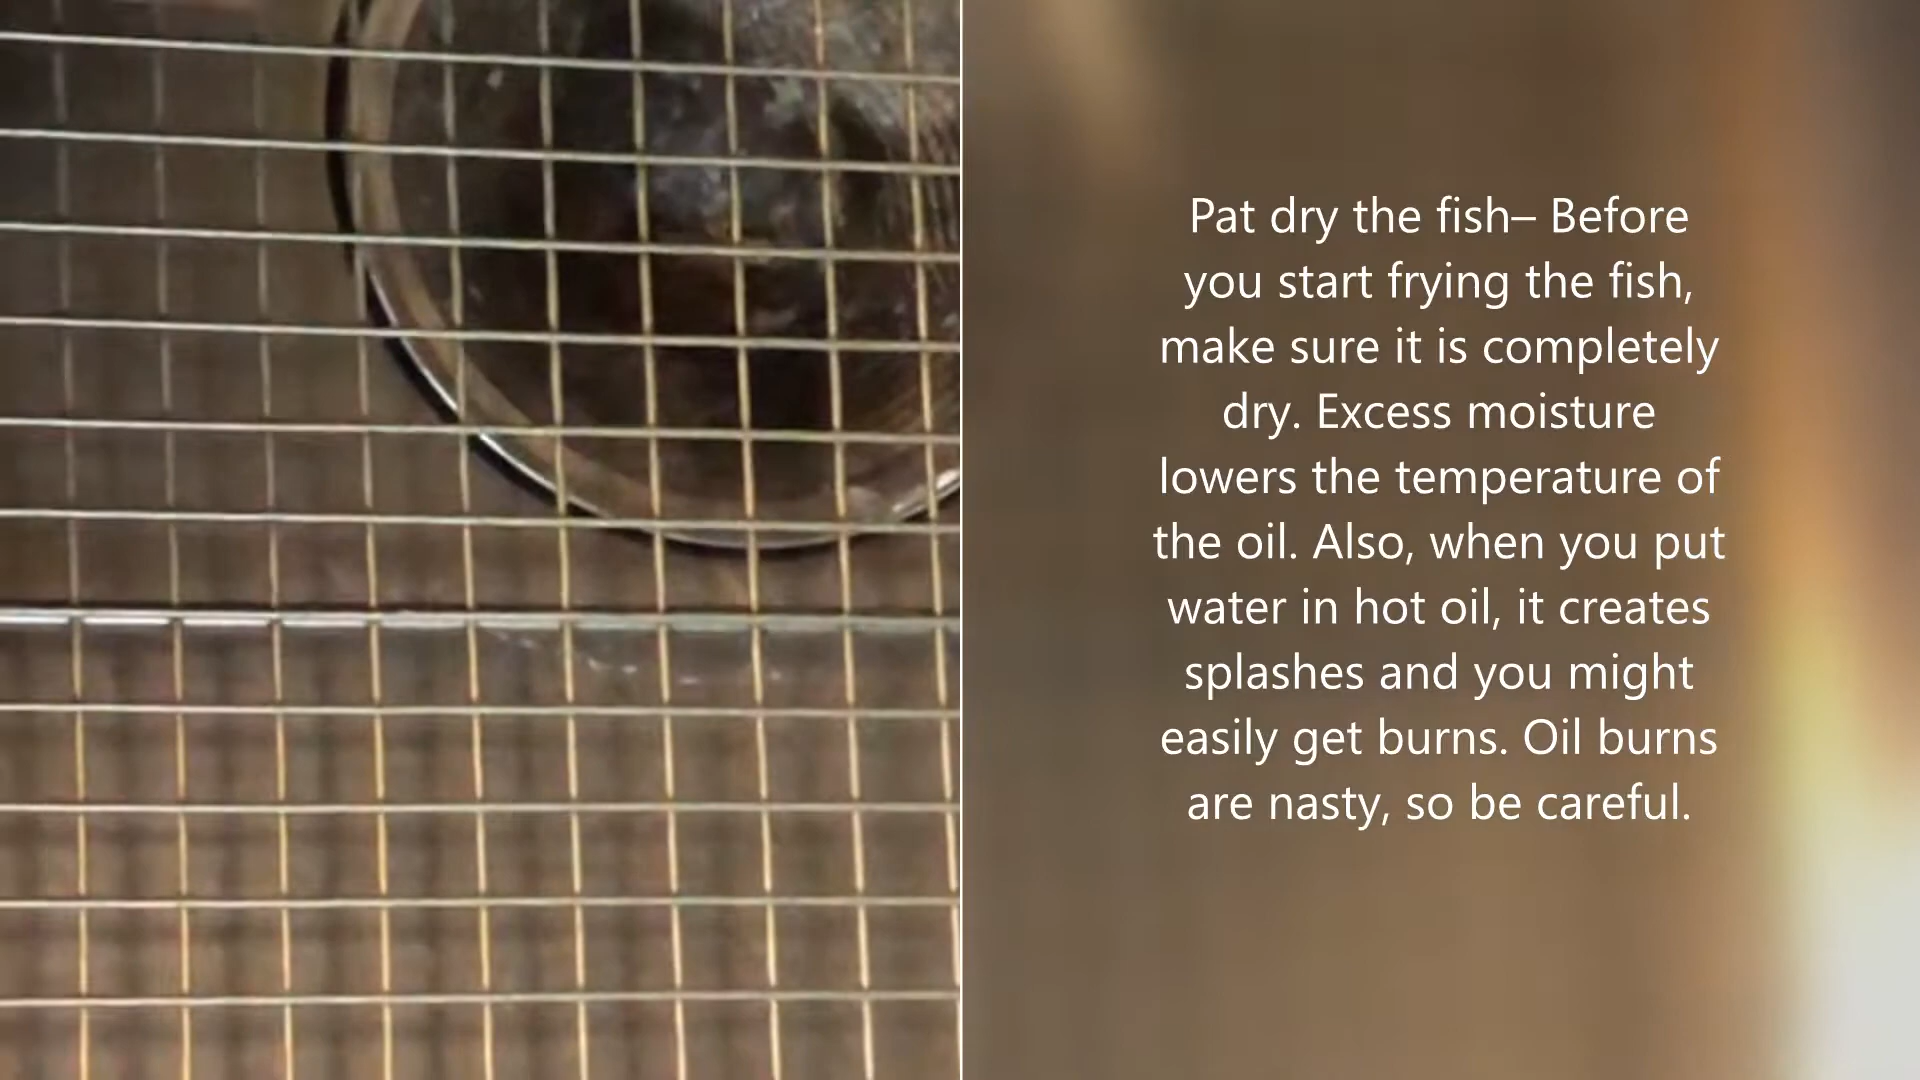 Pat dry the fish– Before
you start frying the fish,
make sure it is completely
dry. Excess moisture
lowers the temperature of
the oil. Also, when you put
water in hot oil, it creates
splashes and you might
easily get burns. Oil burns
are nasty, so be careful.